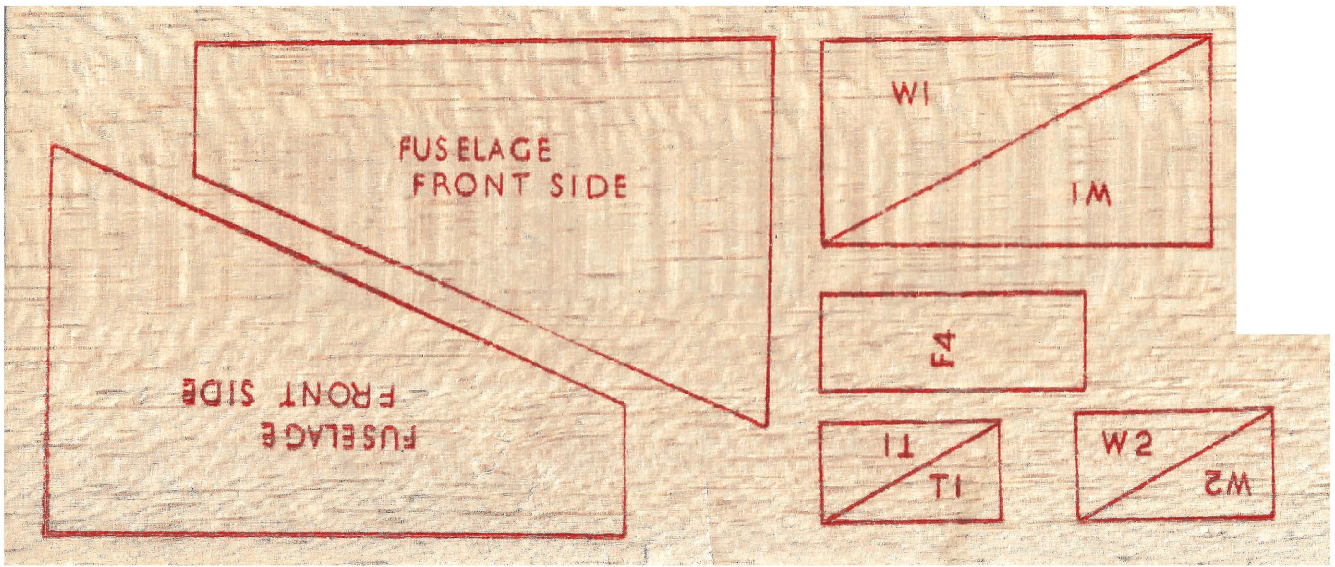 FUSELAGE
FRONT SIDE
W1
W1
F4
FUSELAGE
FRONT SIDE
T1
T1
W2
W2